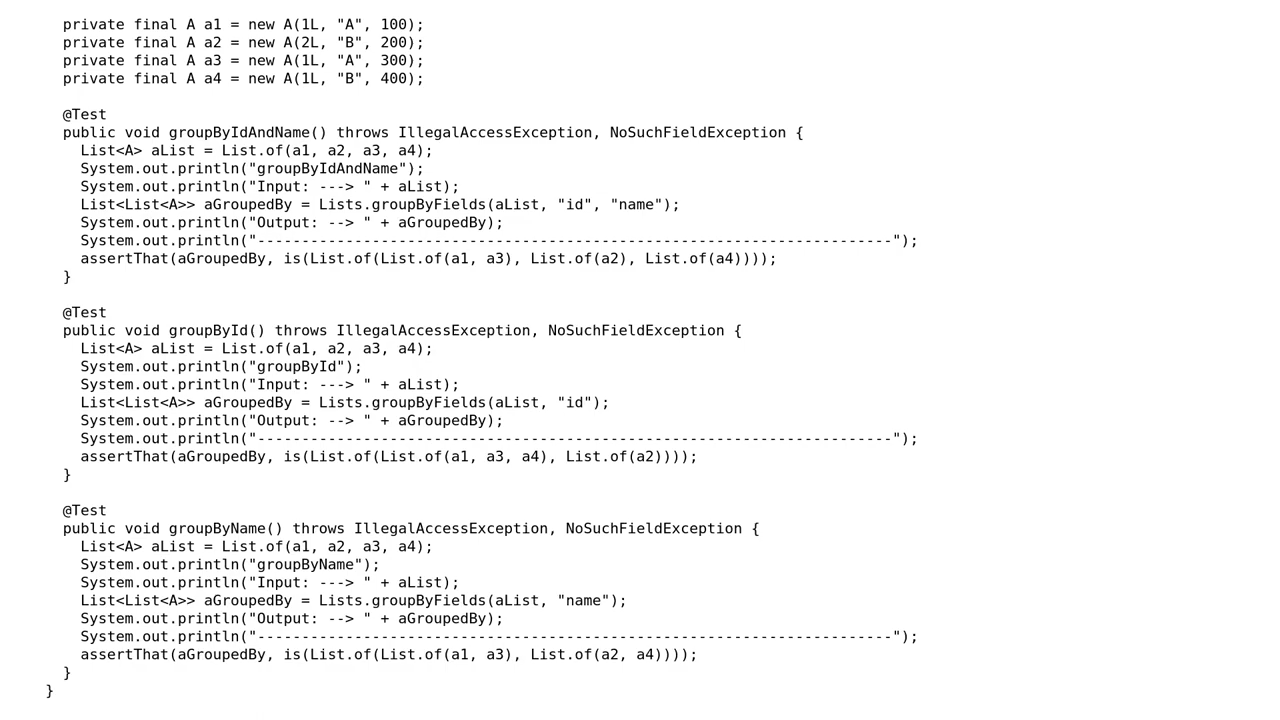 private final A a1 = new A(1L, "A", 100);
private final A a2 = new A(2L, "B", 200);
private final A a3 = new A(1L, "A", 300);
private final A a4 = new A(1L, "B", 400);

@Test
public void groupByIdAndName() throws IllegalAccessException, NoSuchFieldException {
  List<A> aList = List.of(a1, a2, a3, a4);
  System.out.println("groupByIdAndName");
  System.out.println("Input: ---> " + aList);
  List<List<A>> aGroupedBy = Lists.groupByFields(aList, "id", "name");
  System.out.println("Output: --> " + aGroupedBy);
  System.out.println("------------------------------------------------------------------------");
  assertThat(aGroupedBy, is(List.of(List.of(a1, a3), List.of(a2), List.of(a4))));
}

@Test
public void groupById() throws IllegalAccessException, NoSuchFieldException {
  List<A> aList = List.of(a1, a2, a3, a4);
  System.out.println("groupById");
  System.out.println("Input: ---> " + aList);
  List<List<A>> aGroupedBy = Lists.groupByFields(aList, "id");
  System.out.println("Output: --> " + aGroupedBy);
  System.out.println("------------------------------------------------------------------------");
  assertThat(aGroupedBy, is(List.of(List.of(a1, a3, a4), List.of(a2))));
}

@Test
public void groupByName() throws IllegalAccessException, NoSuchFieldException {
  List<A> aList = List.of(a1, a2, a3, a4);
  System.out.println("groupByName");
  System.out.println("Input: ---> " + aList);
  List<List<A>> aGroupedBy = Lists.groupByFields(aList, "name");
  System.out.println("Output: --> " + aGroupedBy);
  System.out.println("------------------------------------------------------------------------");
  assertThat(aGroupedBy, is(List.of(List.of(a1, a3), List.of(a2, a4))));
}
}